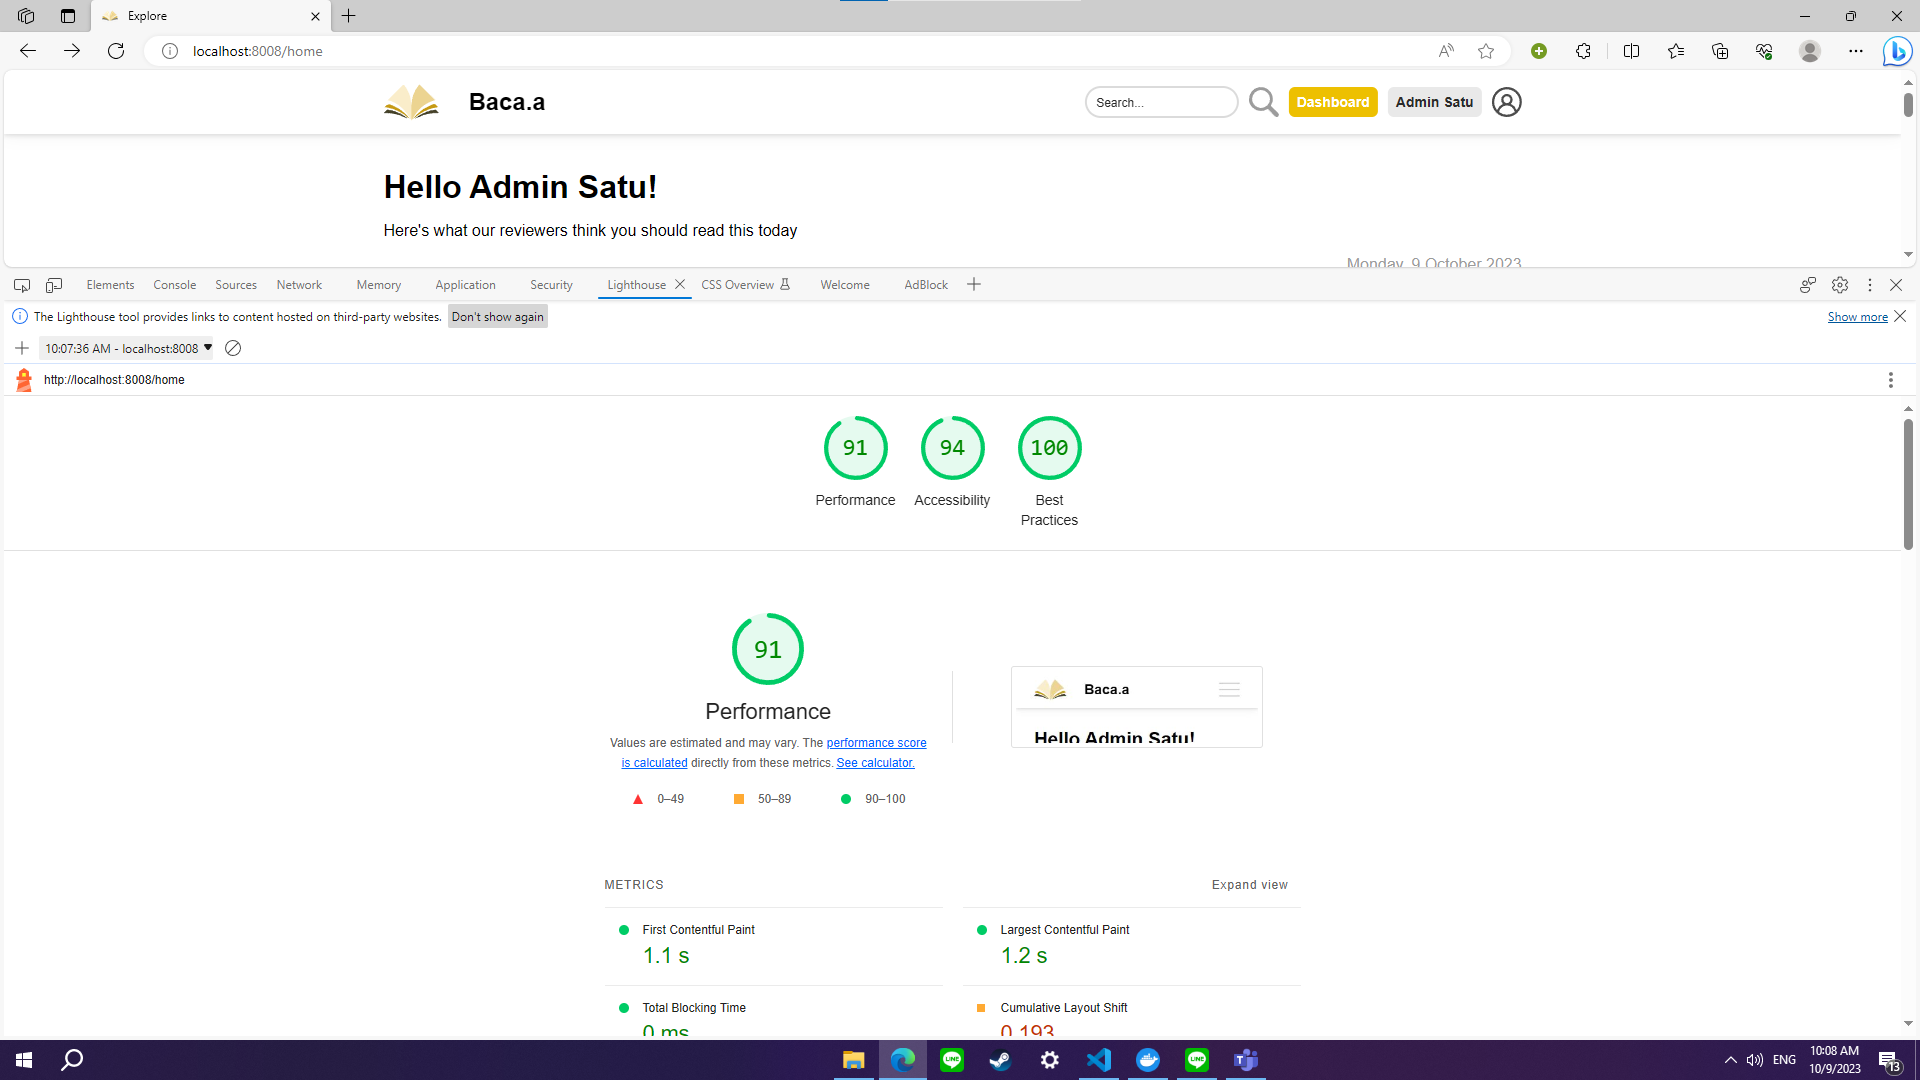 Explore
localhost:8008/home
Baca.a
Search...
Dashboard
Admin Satu
Hello Admin Satu!
Here's what our reviewers think you should read this today
Monday, 9 October 2023
Elements Console Sources Network Memory Application Security Lighthouse CSS Overview Welcome AdBlock
The Lighthouse tool provides links to content hosted on third-party websites. Don't show again
Show more
10:07:36 AM - localhost:8008
http://localhost:8008/home
91 94 100
Performance Accessibility Best
Practices
91
Performance
Values are estimated and may vary. The performance score
is calculated directly from these metrics. See calculator.
0–49 50–89 90–100
Baca.a
Hello Admin Satu!
METRICS Expand view
First Contentful Paint
1.1 s
Largest Contentful Paint
1.2 s
Total Blocking Time
0 ms
Cumulative Layout Shift
0.193
ENG
10:08 AM
10/9/2023
13